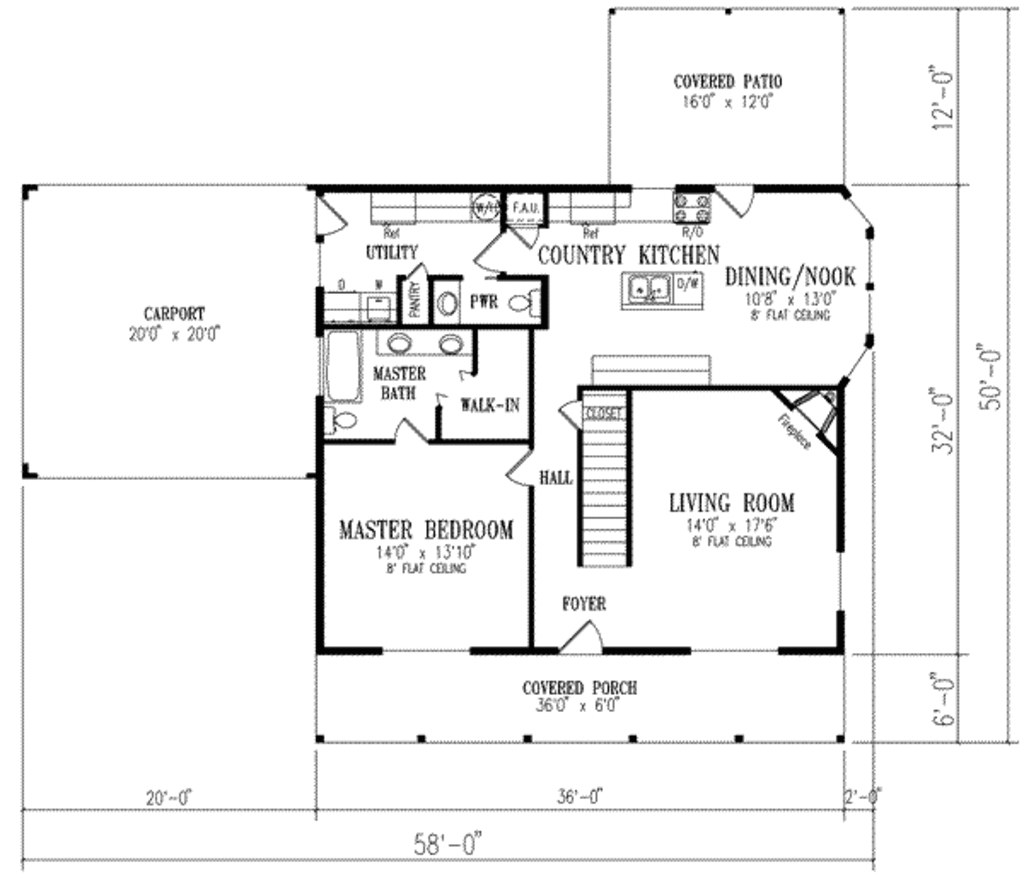 COVERED PATIO
16'0" x 12'0"
12'-0"
W/H
F.A.U.
Ref
Ref
R/O
UTILITY
COUNTRY KITCHEN
DINING/NOOK
10'8" x 13'0"
8' FLAT CEILING
D
W
PANTRY
PWR
D/W
CARPORT
20'0" x 20'0"
MASTER
BATH
WALK-IN
CLOSET
Fireplace
32'-0"
50'-0"
HALL
LIVING ROOM
14'0" x 17'6"
8' FLAT CEILING
MASTER BEDROOM
14'0" x 13'10"
8' FLAT CEILING
FOYER
COVERED PORCH
36'0" x 6'0"
6'-0"
20'-0"
36'-0"
2'-0"
58'-0"